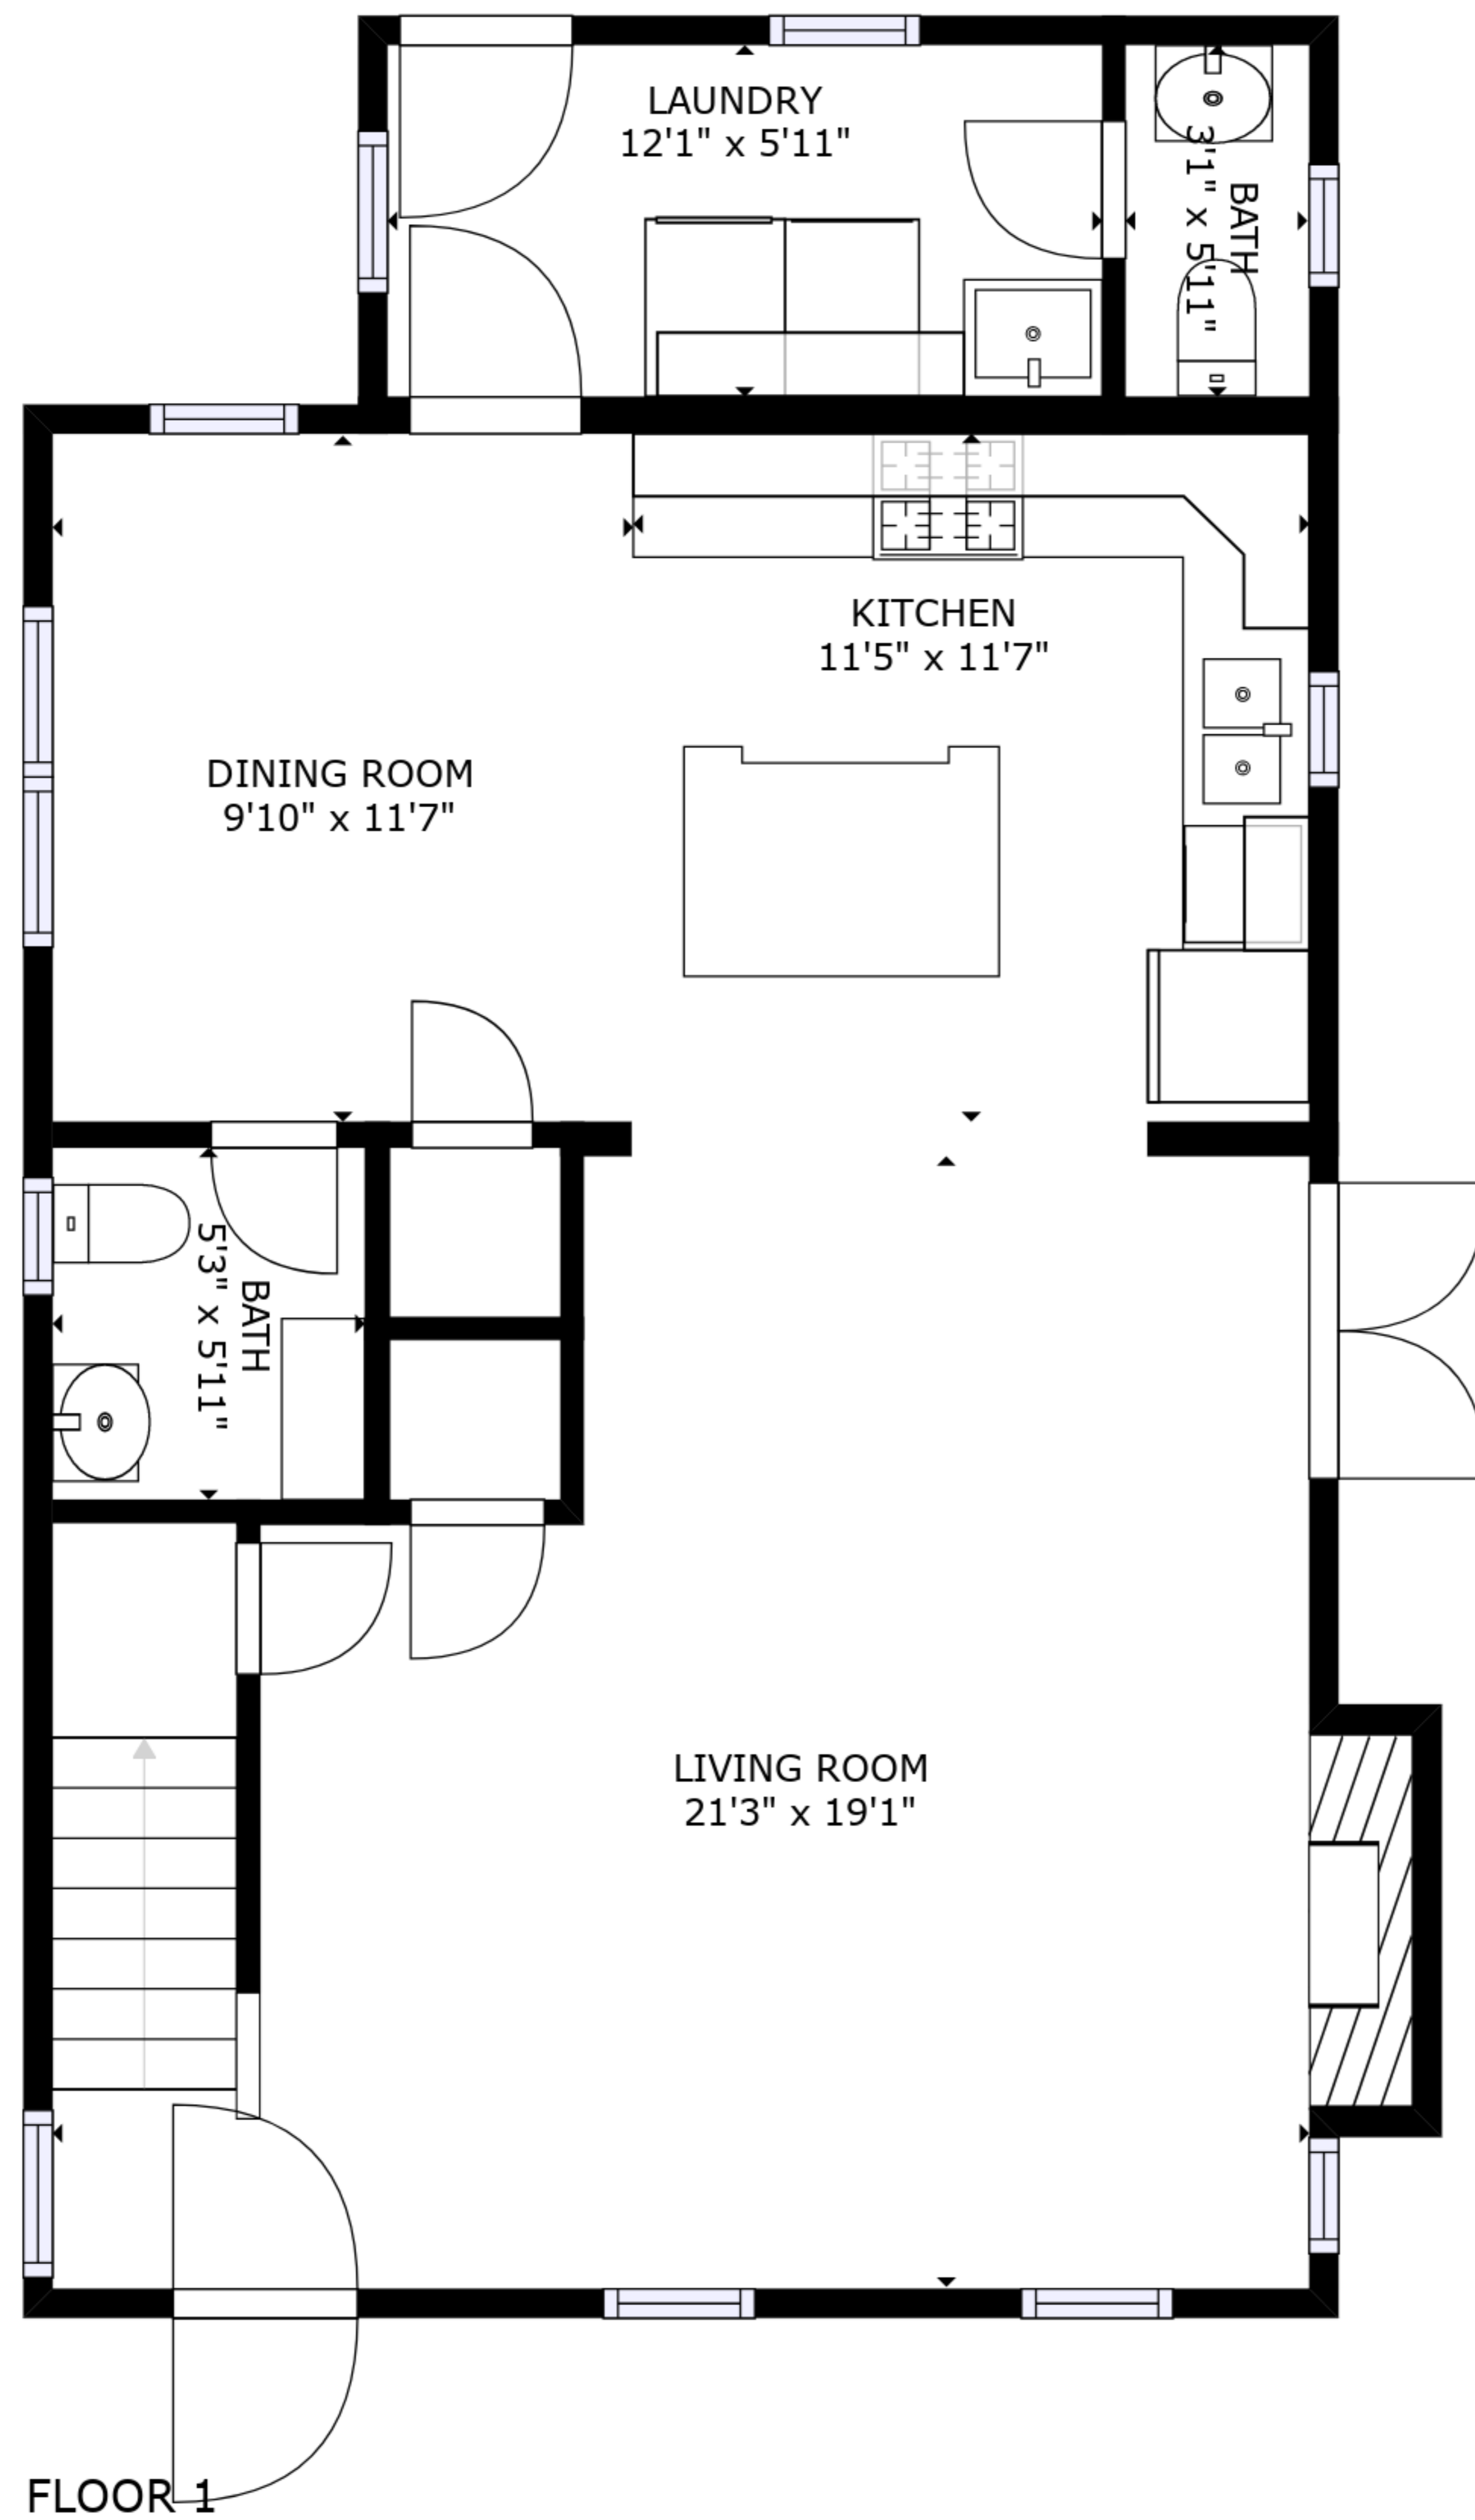 LAUNDRY
12'1" x 5'11"
BATH
3'1" x 5'11"
KITCHEN
11'5" x 11'7"
DINING ROOM
9'10" x 11'7"
BATH
5'3" x 5'11"
LIVING ROOM
21'3" x 19'1"
FLOOR 1